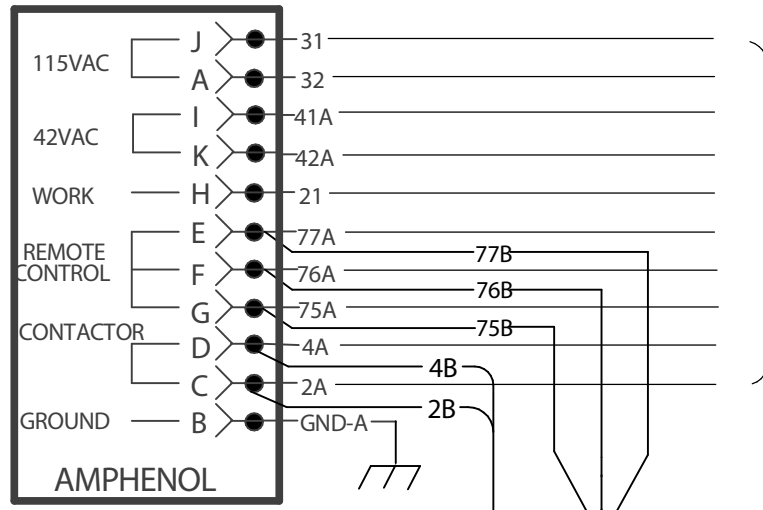 115VAC
J
31
A
32
42VAC
I
41A
K
42A
WORK
H
21
REMOTE
CONTROL
E
77A
77B
F
76A
76B
G
75A
75B
CONTACTOR
D
4A
4B
C
2A
2B
GROUND
B
GND-A
AMPHENOL